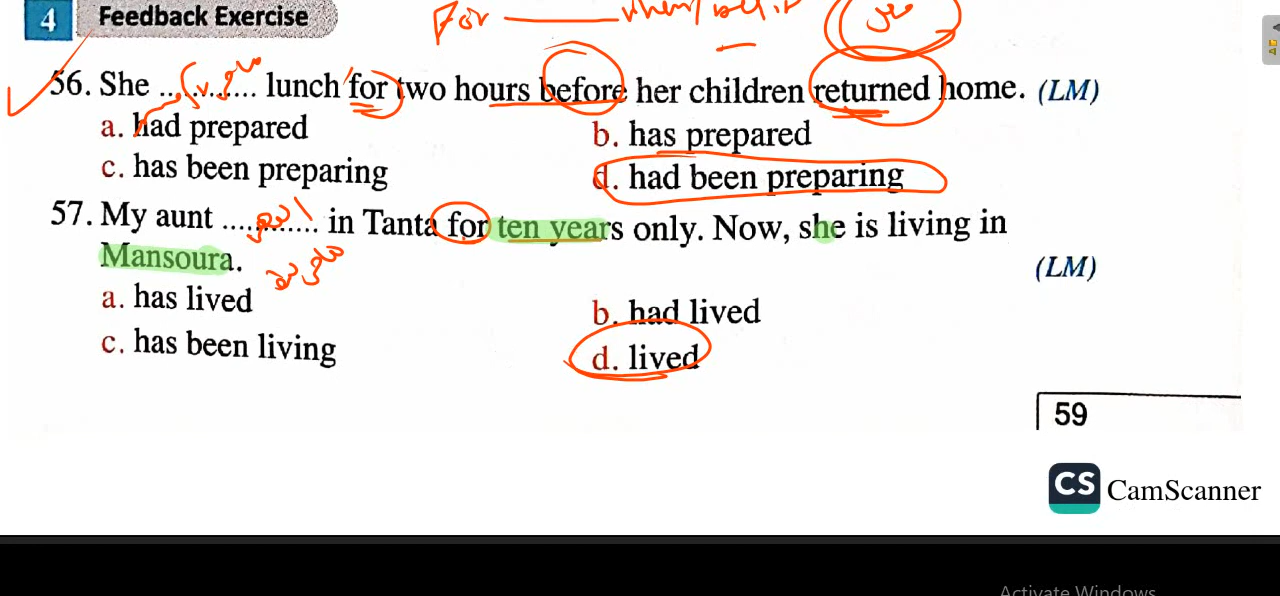 4 Feedback Exercise
For
56. She ............ lunch for two hours before her children returned home. (LM)
a. had prepared b. has prepared
c. has been preparing d. had been preparing
57. My aunt ............ in Tanta for ten years only. Now, she is living in
Mansoura. (LM)
a. has lived b. had lived
c. has been living d. lived
59
CS CamScanner
Activate Windows